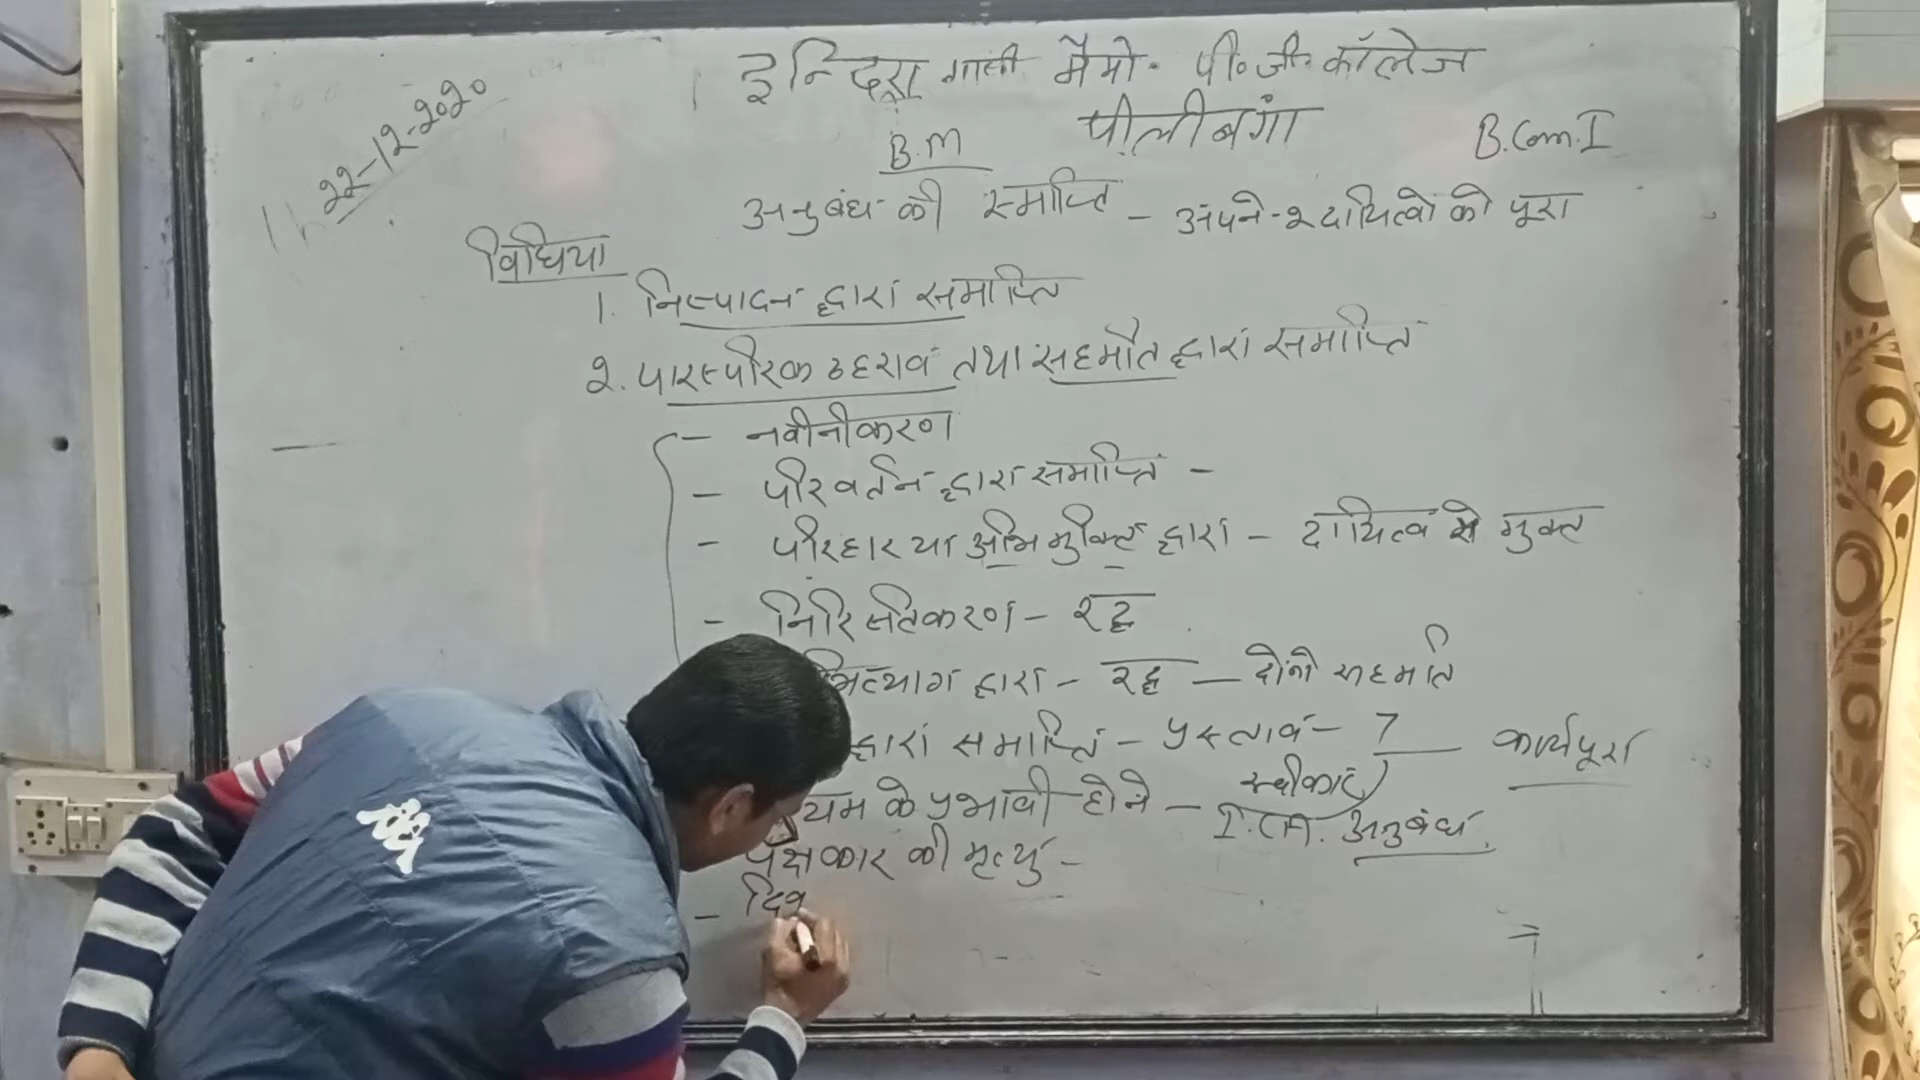 22-12-2020
इन्दिरा गाँधी मैमो. पी.जी. कॉलेज
पीलीबंगा
B.M
B.Com. I
अनुबंध की समाप्ति - अपने-२ दायित्वो को पूरा
विधिया
1. निष्पादन द्वारा समाप्ति
2. पारस्परिक ठहराव तथा सहमति द्वारा समाप्ति
- नवीनीकरण
- परिवर्तन द्वारा समाप्ति -
- परिहार या अभिमुक्ति द्वारा - दायित्व से मुक्त
- निरस्तिकरण - रद्द
भित्याग द्वारा - रद्द - दोनो सहमति
द्वारा समाप्ति - प्रस्ताव - 7 कार्यपूरा
स्वीकार
यम के प्रभावी होने - I.CA. अनुबंध
पक्षकार की मृत्यु -
- दिव